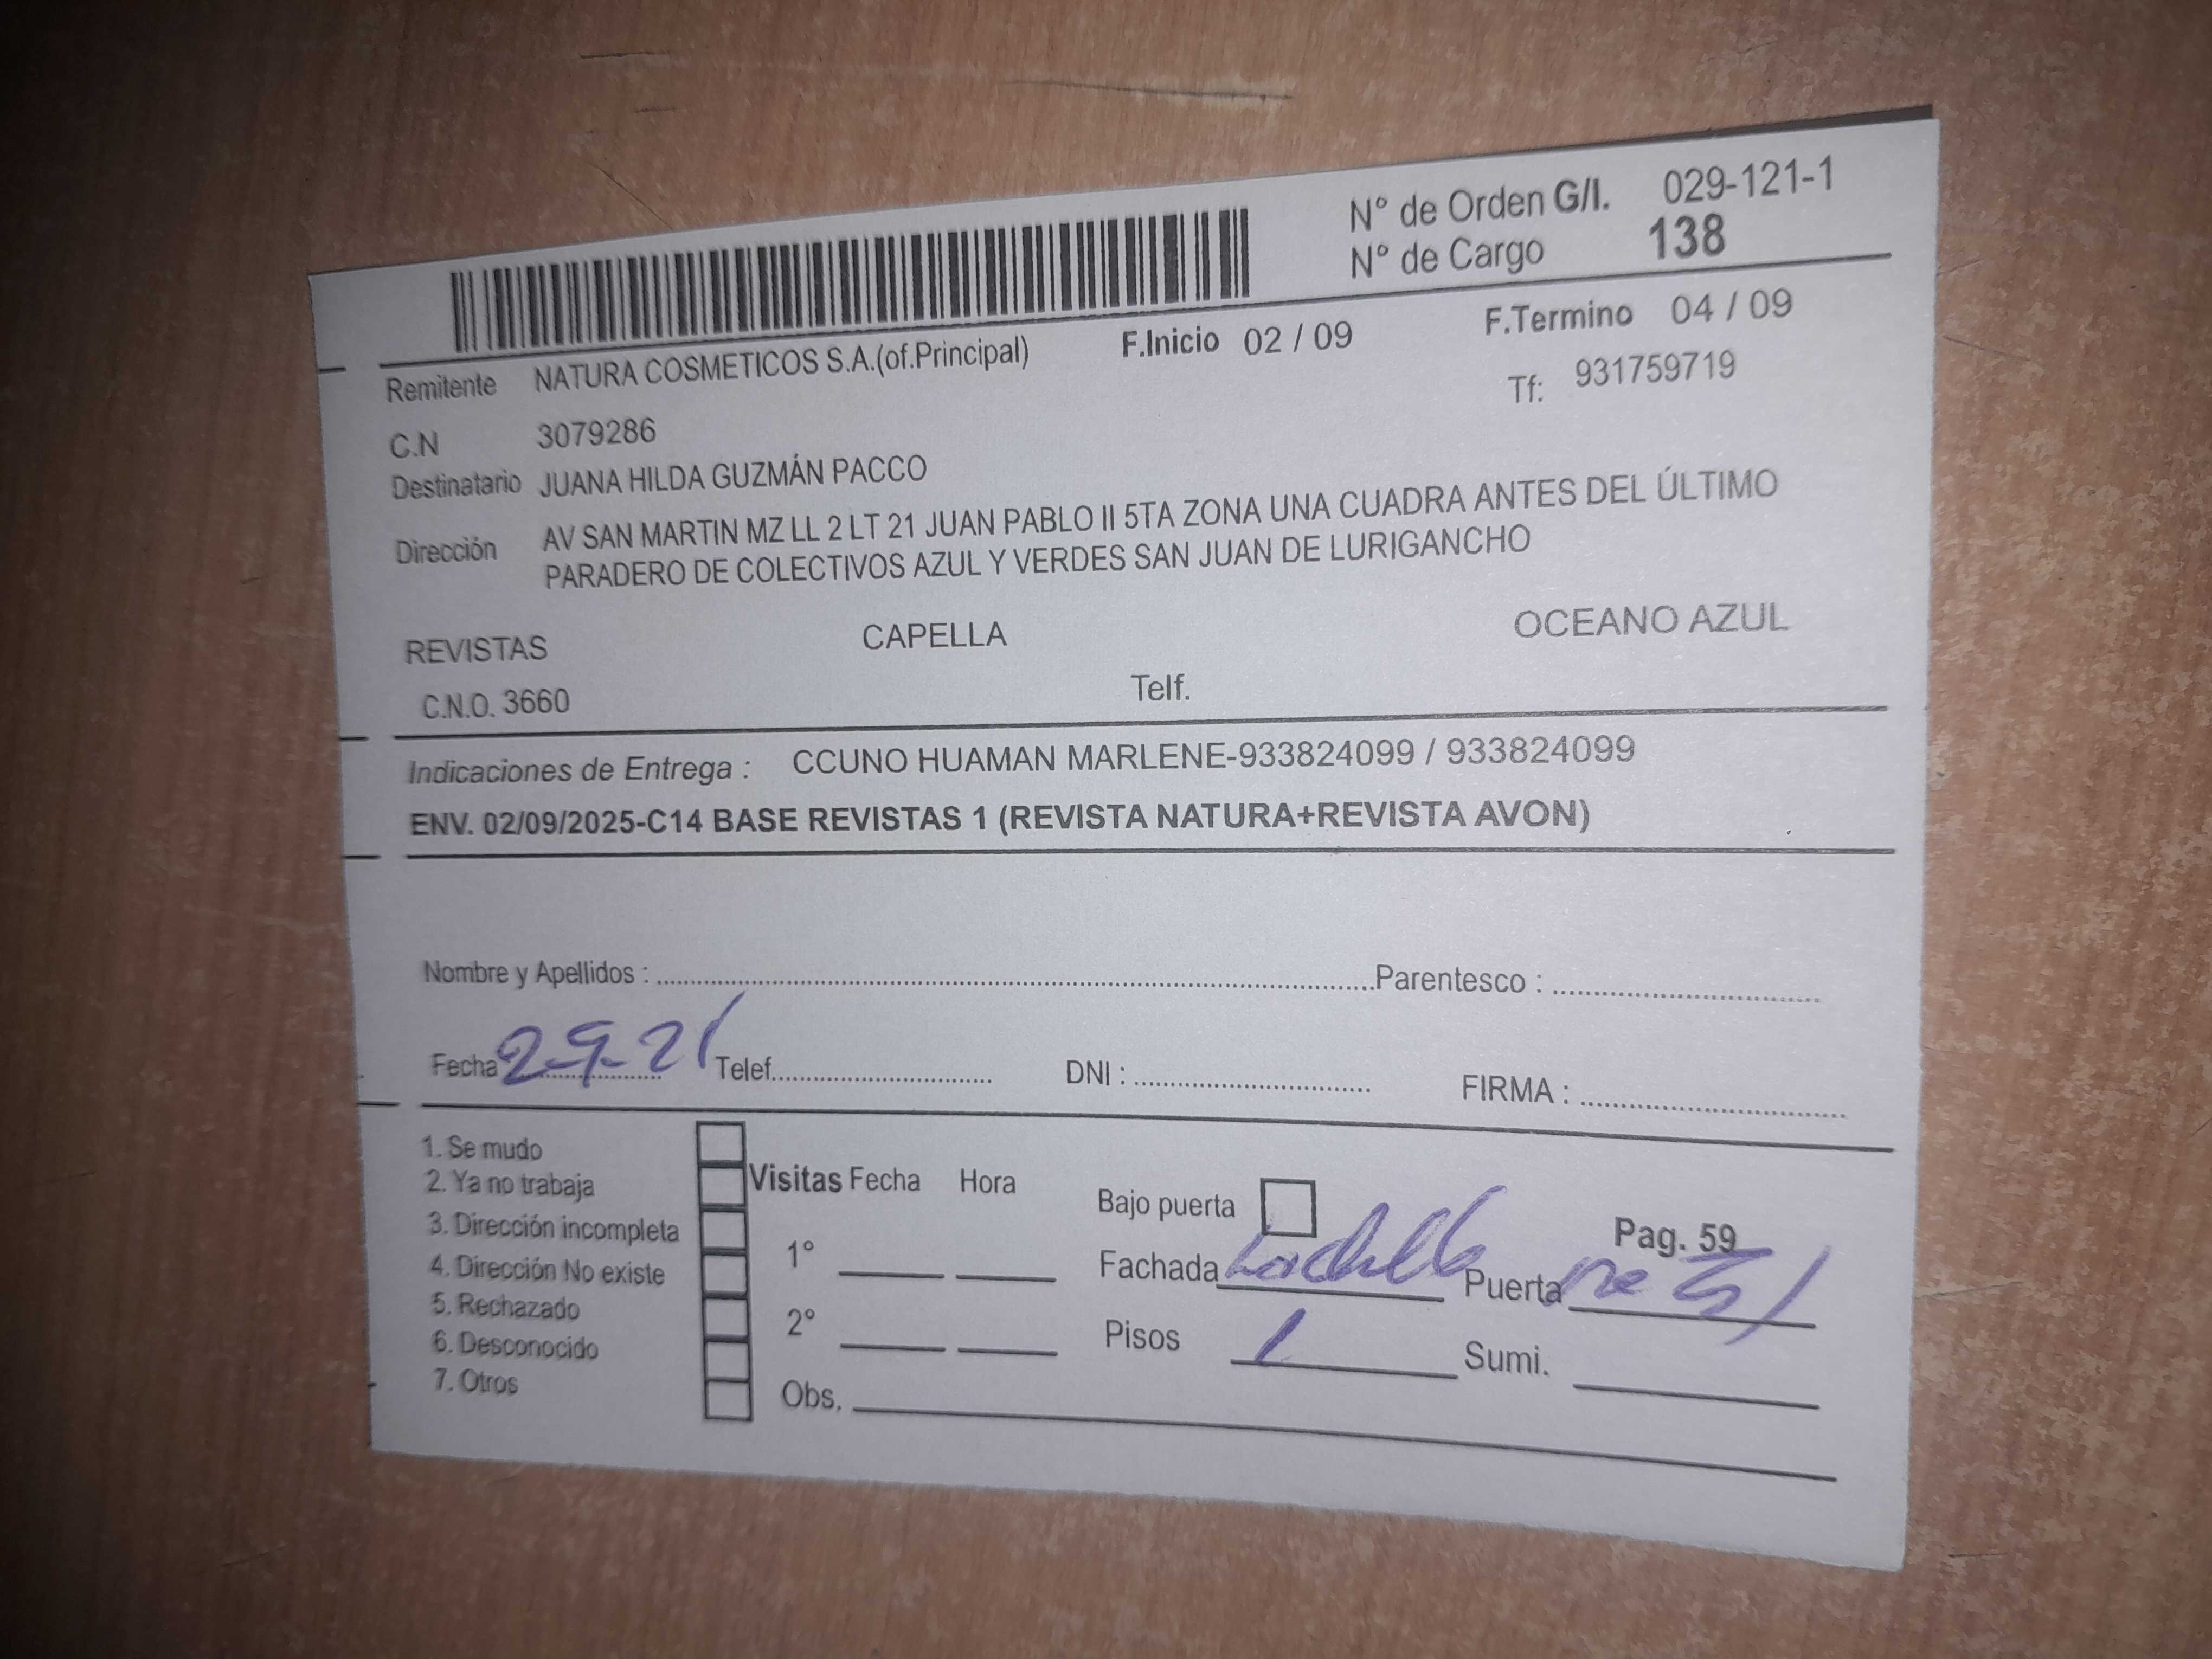 N° de Orden G/I. 029-121-1
N° de Cargo 138
F.Inicio 02 / 09 F.Termino 04 / 09
Remitente NATURA COSMETICOS S.A.(of.Principal) Tf: 931759719
C.N 3079286
Destinatario JUANA HILDA GUZMÁN PACCO
Dirección AV SAN MARTIN MZ LL 2 LT 21 JUAN PABLO II 5TA ZONA UNA CUADRA ANTES DEL ÚLTIMO
PARADERO DE COLECTIVOS AZUL Y VERDES SAN JUAN DE LURIGANCHO
REVISTAS CAPELLA OCEANO AZUL
C.N.O. 3660 Telf.
Indicaciones de Entrega : CCUNO HUAMAN MARLENE-933824099 / 933824099
ENV. 02/09/2025-C14 BASE REVISTAS 1 (REVISTA NATURA+REVISTA AVON)
Nombre y Apellidos : Parentesco :
Fecha Telef. DNI : FIRMA :
1. Se mudo
2. Ya no trabaja
3. Dirección incompleta
4. Dirección No existe
5. Rechazado
6. Desconocido
7. Otros
Visitas Fecha Hora
1°
2°
Obs.
Bajo puerta Pag. 59
Fachada Ladrillo Puerta
Pisos 1 Sumi.